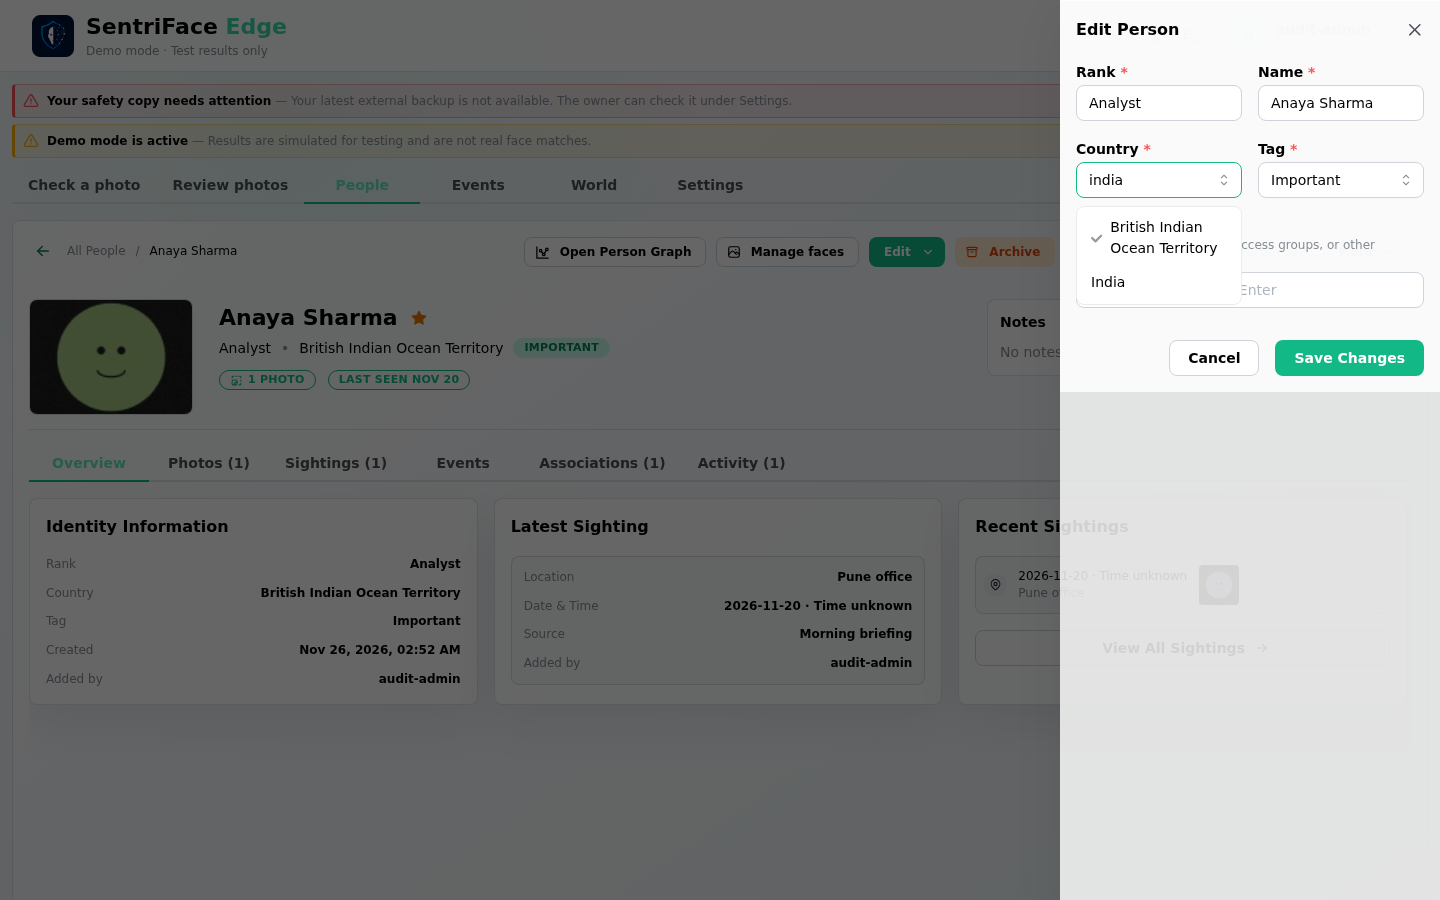 SentriFace Edge
Demo mode · Test results only
Your safety copy needs attention — Your latest external backup is not available. The owner can check it under Settings.
Demo mode is active — Results are simulated for testing and are not real face matches.
Check a photo Review photos People Events World Settings
All People / Anaya Sharma
Open Person Graph Manage faces Edit Archive
Anaya Sharma
Analyst • British Indian Ocean Territory IMPORTANT
1 PHOTO LAST SEEN NOV 20
Notes
No notes
Overview Photos (1) Sightings (1) Events Associations (1) Activity (1)
Identity Information
Rank Analyst
Country British Indian Ocean Territory
Tag Important
Created Nov 26, 2026, 02:52 AM
Added by audit-admin
Latest Sighting
Location Pune office
Date & Time 2026-11-20 · Time unknown
Source Morning briefing
Added by audit-admin
Recent Sightings
2026-11-20 · Time unknown
Pune office
View All Sightings
Edit Person
Rank * Name *
Analyst Anaya Sharma
Country * Tag *
india Important
British Indian
Ocean Territory
India
ccess groups, or other
Enter
Cancel Save Changes